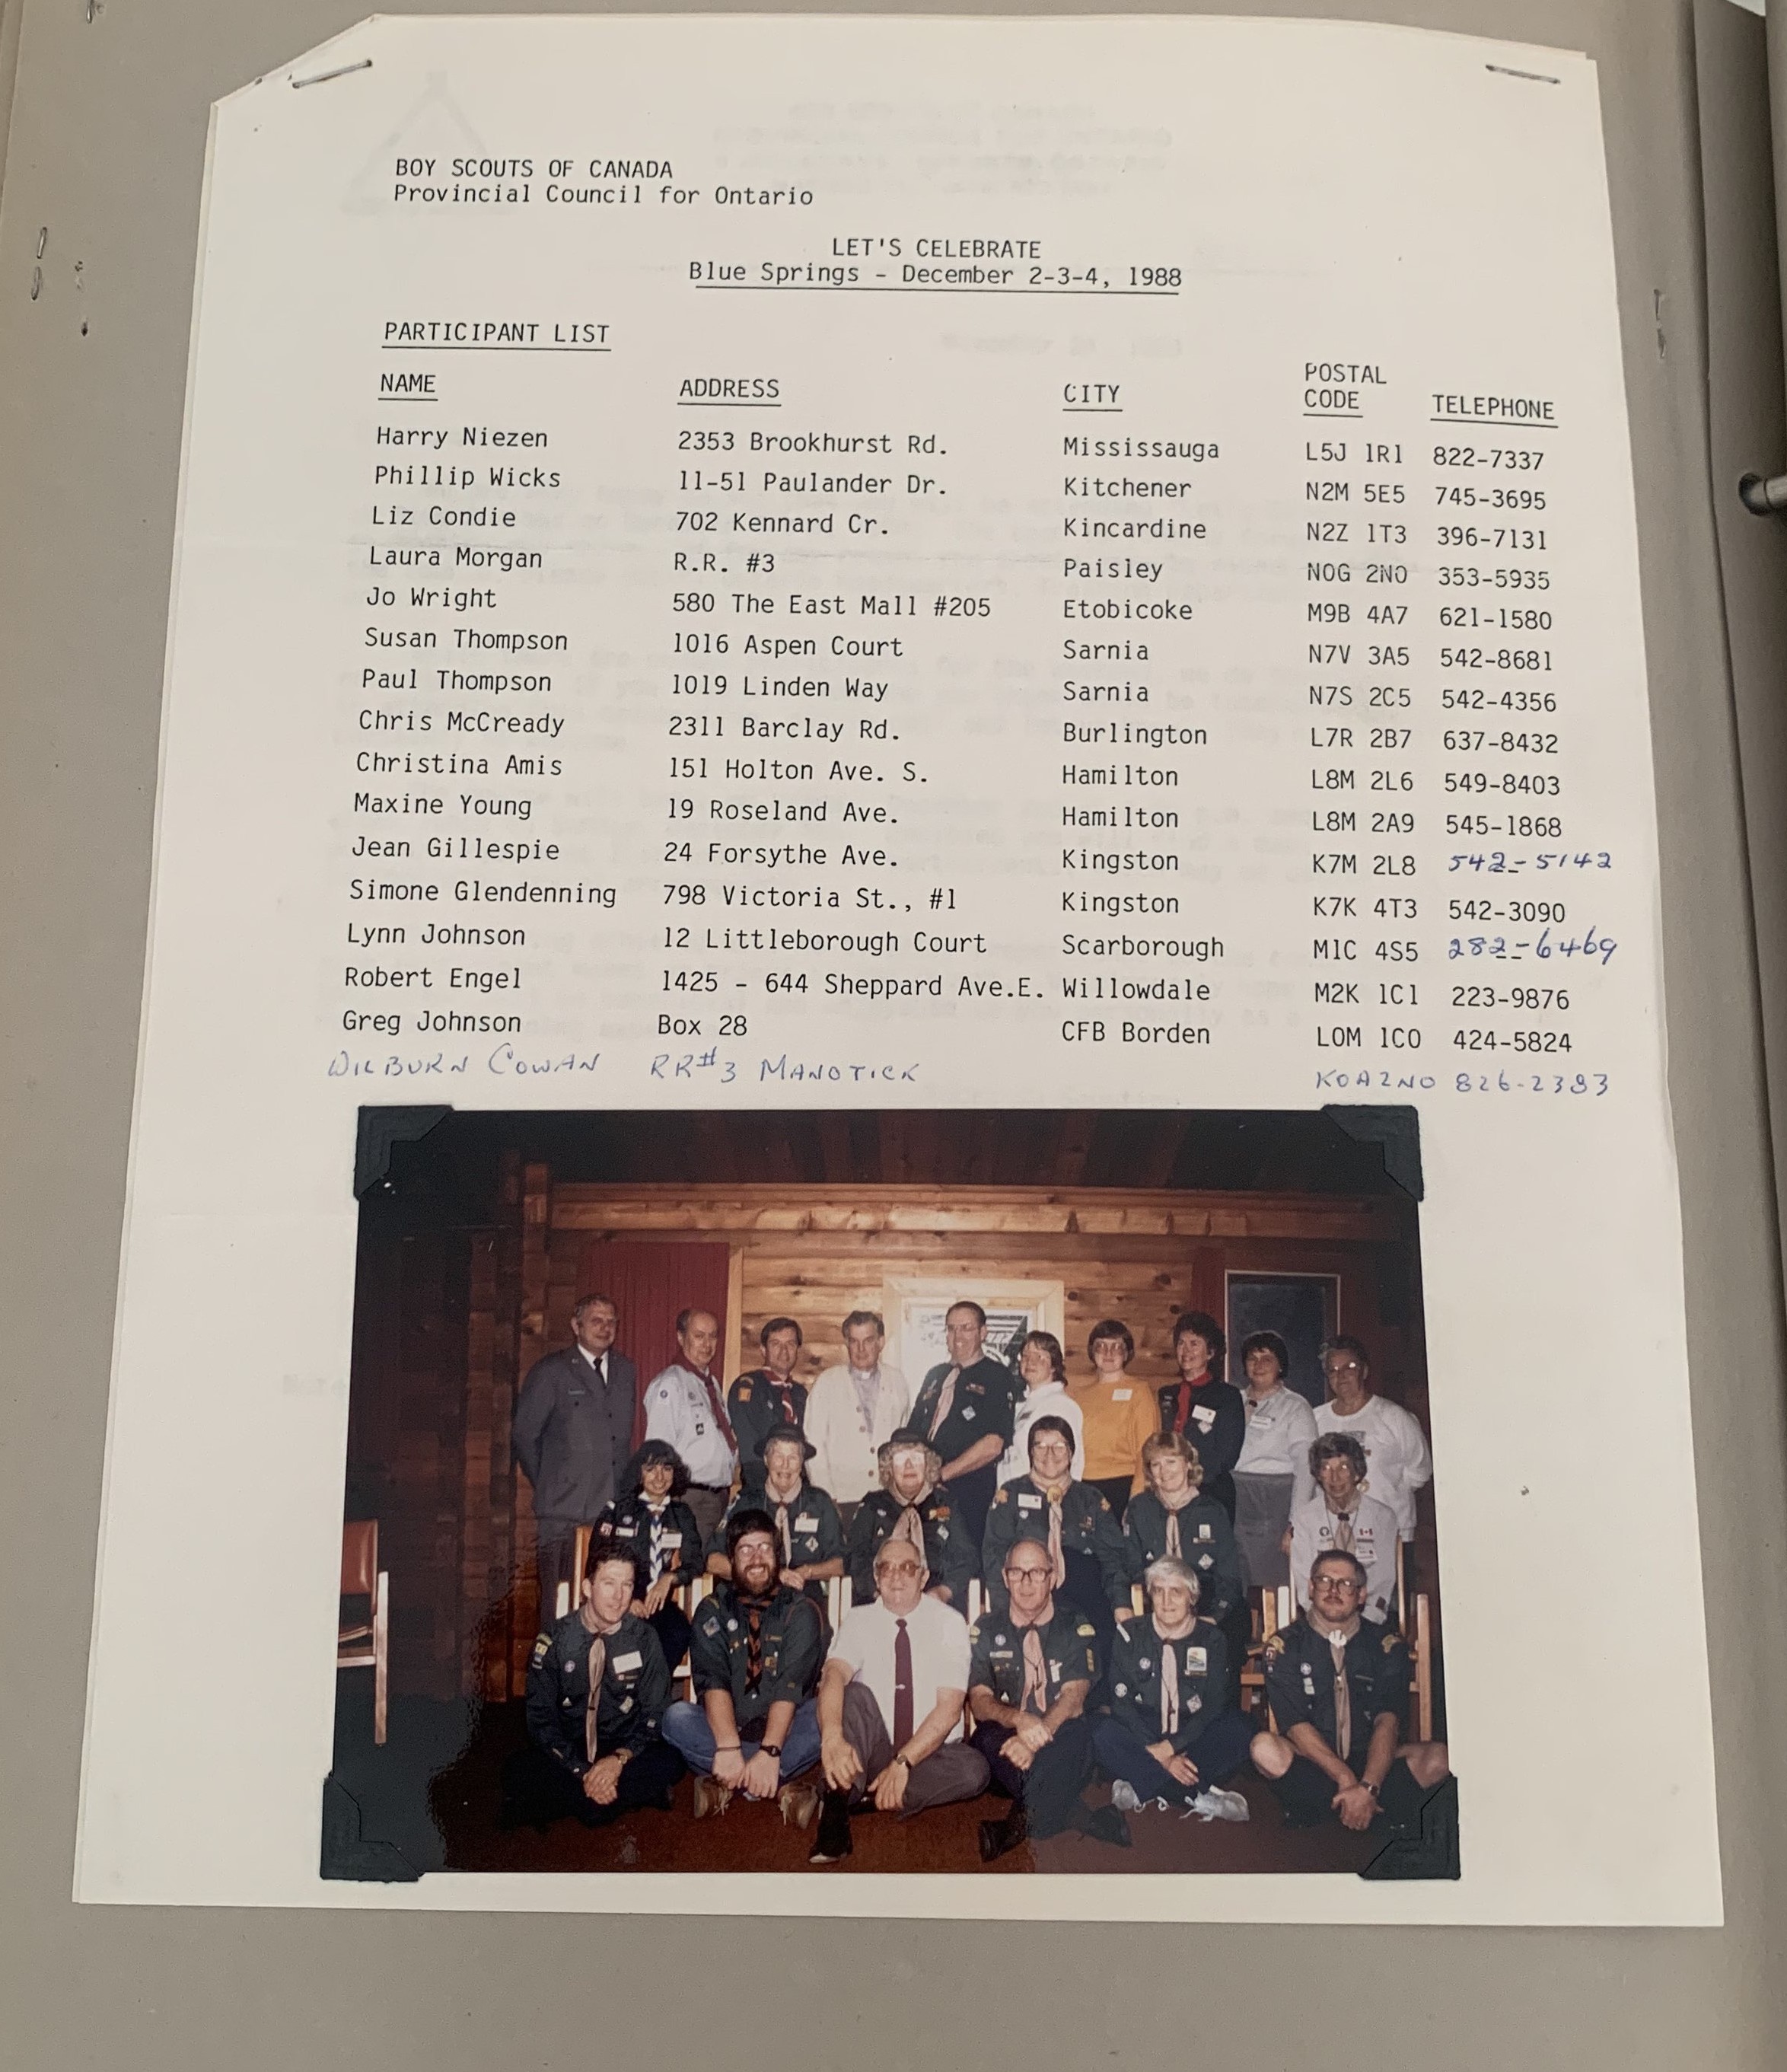 BOY SCOUTS OF CANADA
Provincial Council for Ontario
LET'S CELEBRATE
Blue Springs - December 2-3-4, 1988
PARTICIPANT LIST
NAME ADDRESS CITY POSTAL CODE TELEPHONE
Harry Niezen 2353 Brookhurst Rd. Mississauga L5J 1R1 822-7337
Phillip Wicks 11-51 Paulander Dr. Kitchener N2M 5E5 745-3695
Liz Condie 702 Kennard Cr. Kincardine N2Z 1T3 396-7131
Laura Morgan R.R. #3 Paisley N0G 2N0 353-5935
Jo Wright 580 The East Mall #205 Etobicoke M9B 4A7 621-1580
Susan Thompson 1016 Aspen Court Sarnia N7V 3A5 542-8681
Paul Thompson 1019 Linden Way Sarnia N7S 2C5 542-4356
Chris McCready 2311 Barclay Rd. Burlington L7R 2B7 637-8432
Christina Amis 151 Holton Ave. S. Hamilton L8M 2L6 549-8403
Maxine Young 19 Roseland Ave. Hamilton L8M 2A9 545-1868
Jean Gillespie 24 Forsythe Ave. Kingston K7M 2L8 542-5142
Simone Glendenning 798 Victoria St., #1 Kingston K7K 4T3 542-3090
Lynn Johnson 12 Littleborough Court Scarborough M1C 4S5 282-6469
Robert Engel 1425 - 644 Sheppard Ave.E. Willowdale M2K 1C1 223-9876
Greg Johnson Box 28 CFB Borden L0M 1C0 424-5824
WILBURN COWAN RR#3 MANOTICK K0A2N0 826-2383